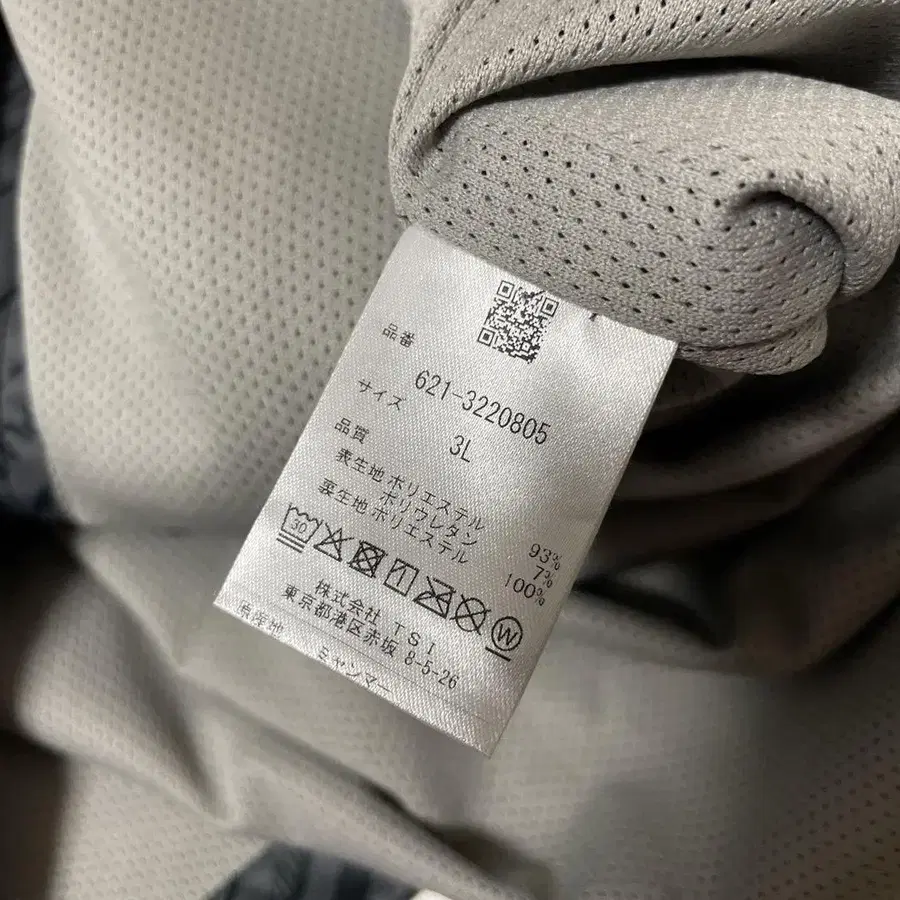 品番
621-3220805
サイズ
3L
品質
表生地 ポリエステル 93%
ポリウレタン 7%
裏生地 ポリエステル 100%
30
W
株式会社 TSI
東京都港区赤坂 8-5-26
原産地
ミャンマー